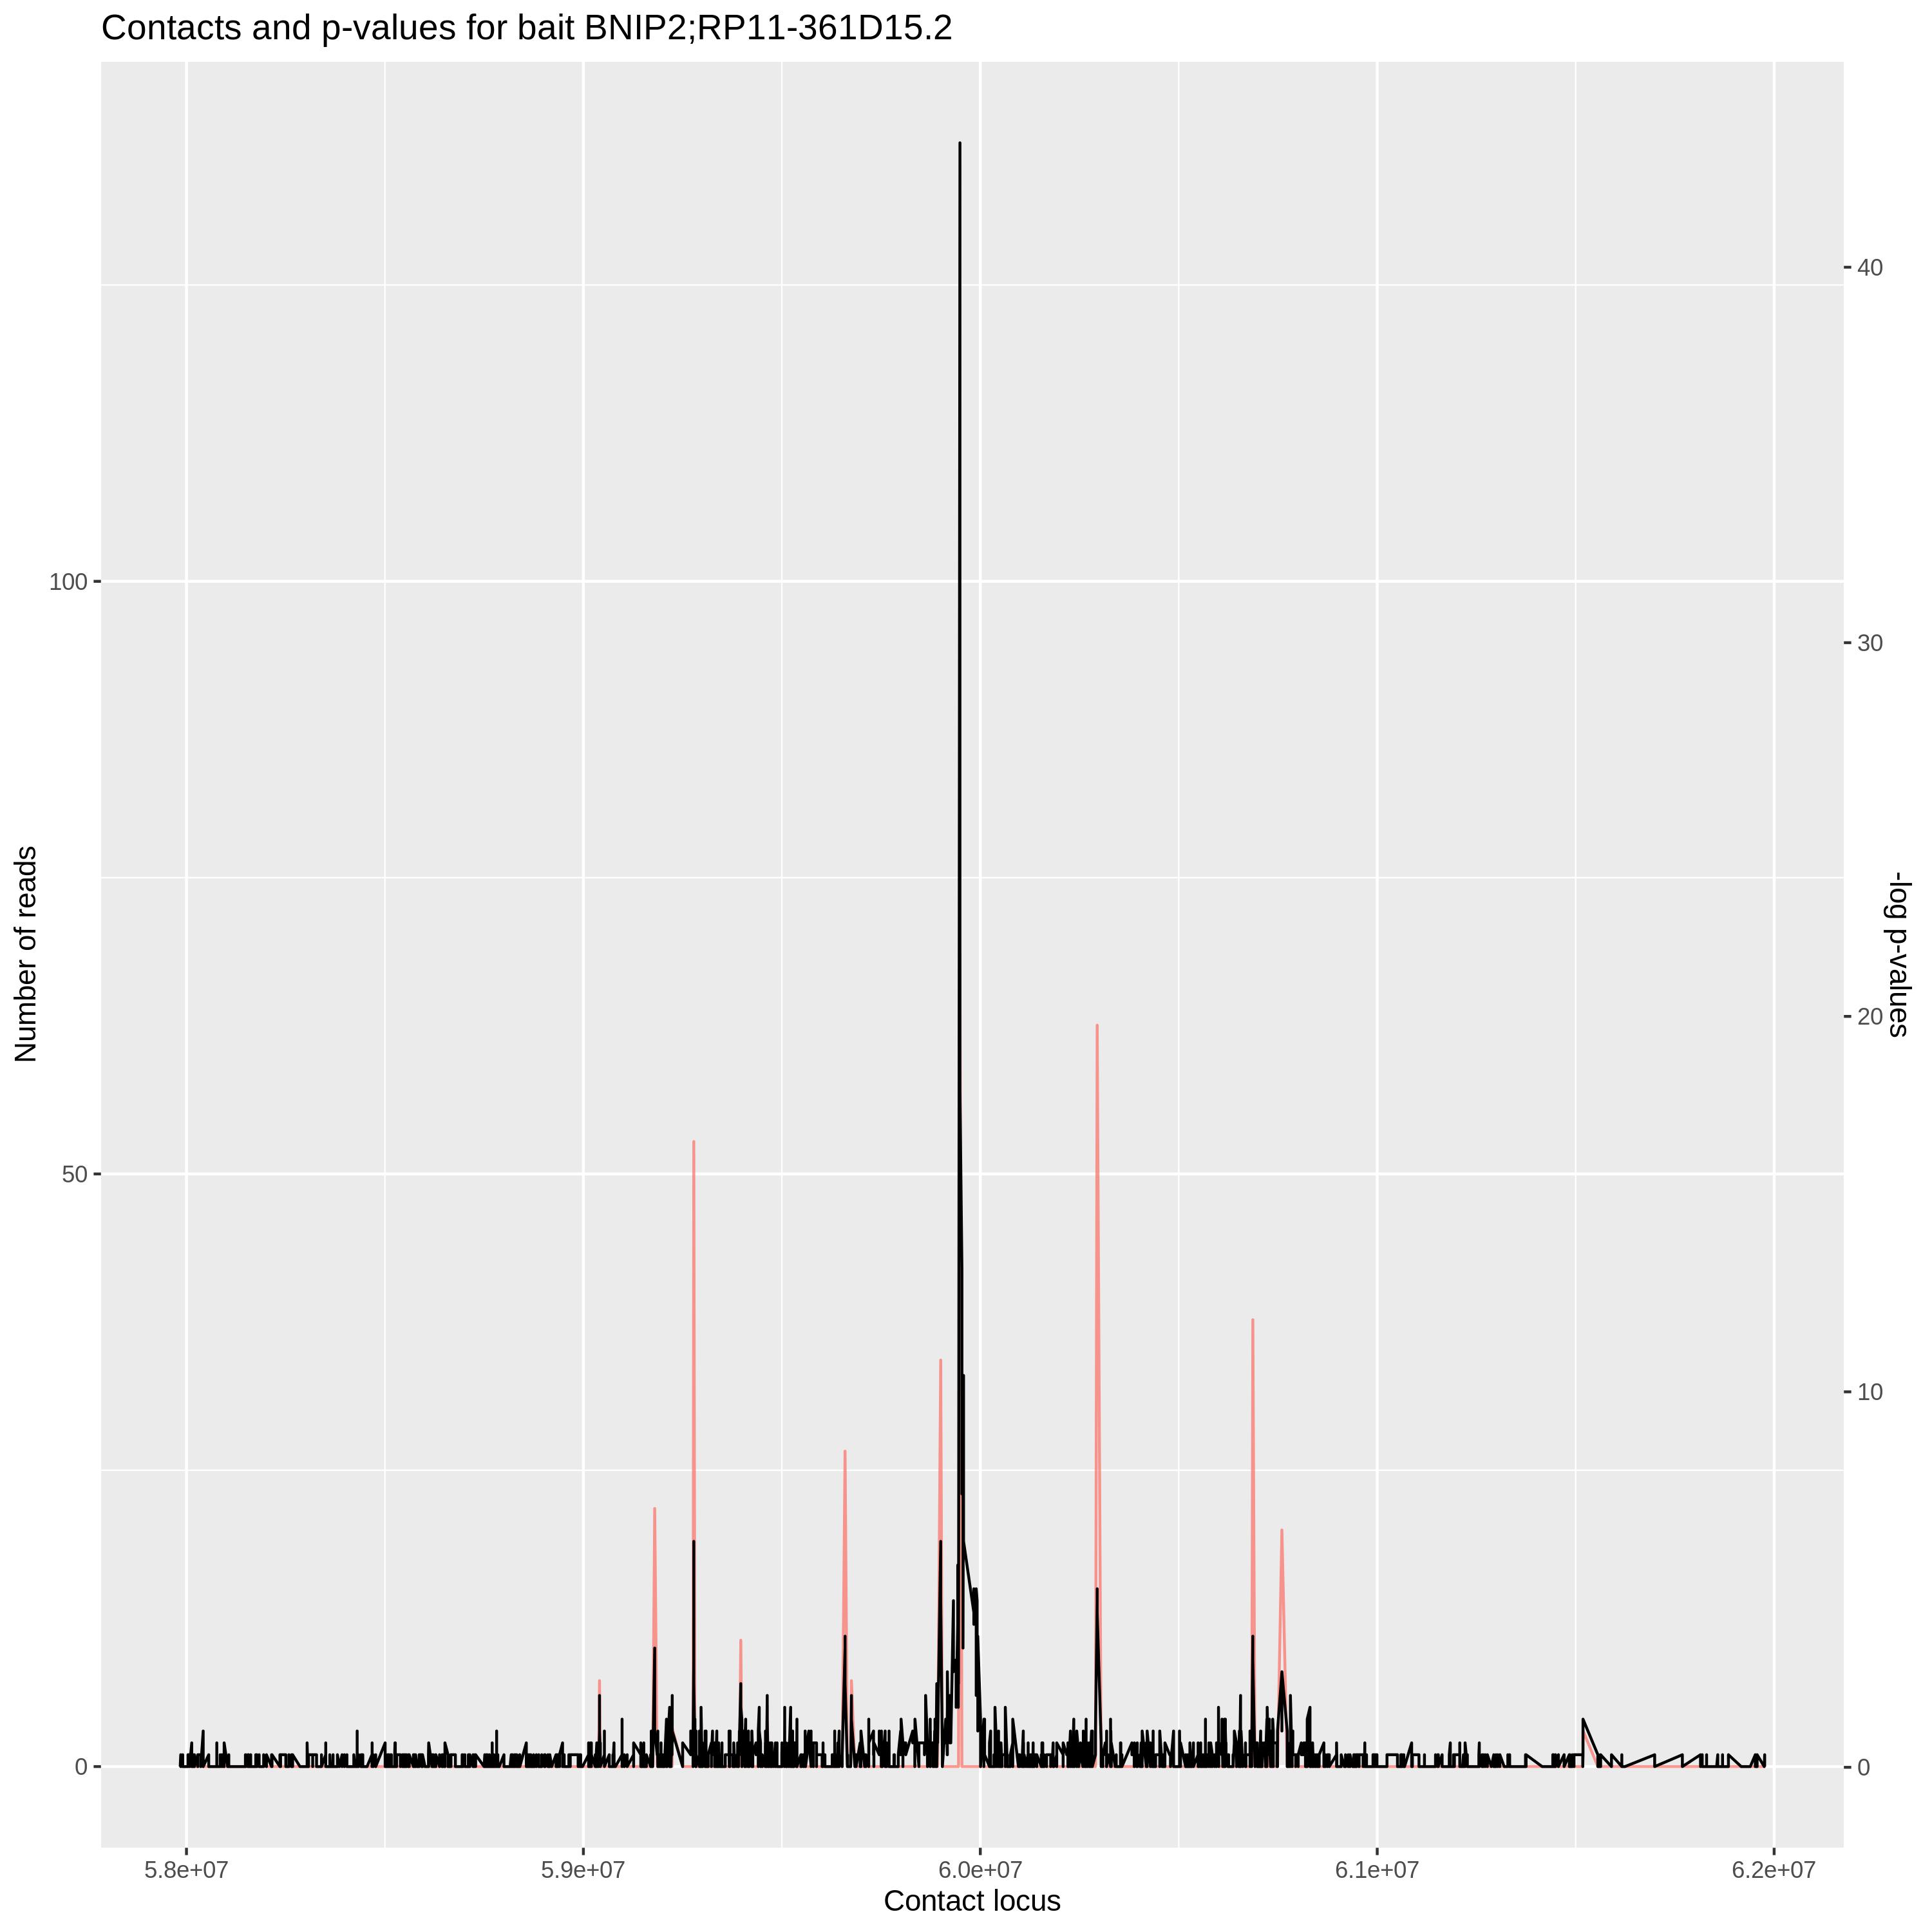 Contacts and p-values for bait BNIP2;RP11-361D15.2
Number of reads
100
50
0
40
30
20
10
0
-log p-values
5.8e+07
5.9e+07
6.0e+07
6.1e+07
6.2e+07
Contact locus